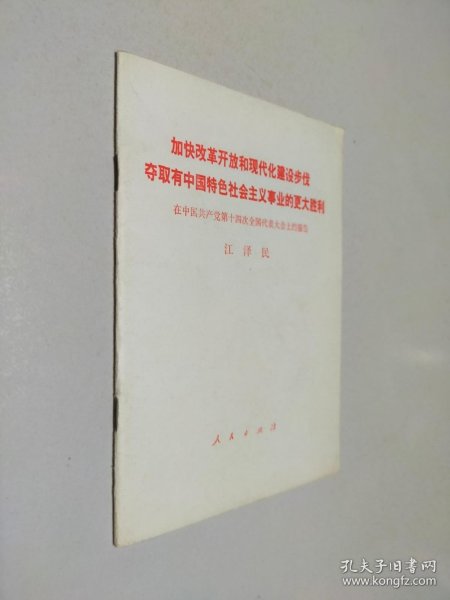 加快改革开放和现代化建设步伐
夺取有中国特色社会主义事业的更大胜利
在中国共产党第十四次全国代表大会上的报告
江泽民
人民出版社
孔夫子旧书网
www.kongfz.com